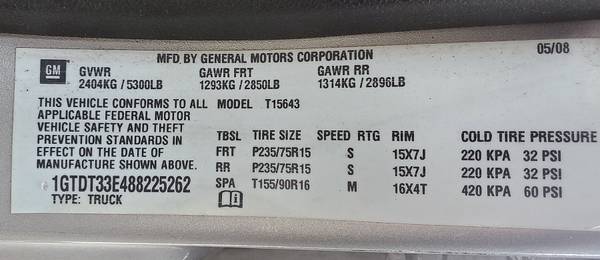 MFD, BY GENERAL MOTORS CORPORATION 05/08
GM GVWR GAWR FRT GAWR RR
2404KG / 5300LB 1293KG / 2850LB 1314KG / 2896LB
THIS VEHICLE CONFORMS TO ALL MODEL T15643
APPLICABLE FEDERAL MOTOR
VEHICLE SAFETY AND THEFT
PREVENTION STANDARDS IN
EFFECT ON THE DATE OF
MANUFACTURE SHOWN ABOVE.
1GTDT33E488225262
TYPE: TRUCK
TBSL TIRE SIZE SPEED RTG RIM COLD TIRE PRESSURE
FRT P235/75R15 S 15X7J 220 KPA 32 PSI
RR P235/75R15 S 15X7J 220 KPA 32 PSI
SPA T155/90R16 M 16X4T 420 KPA 60 PSI